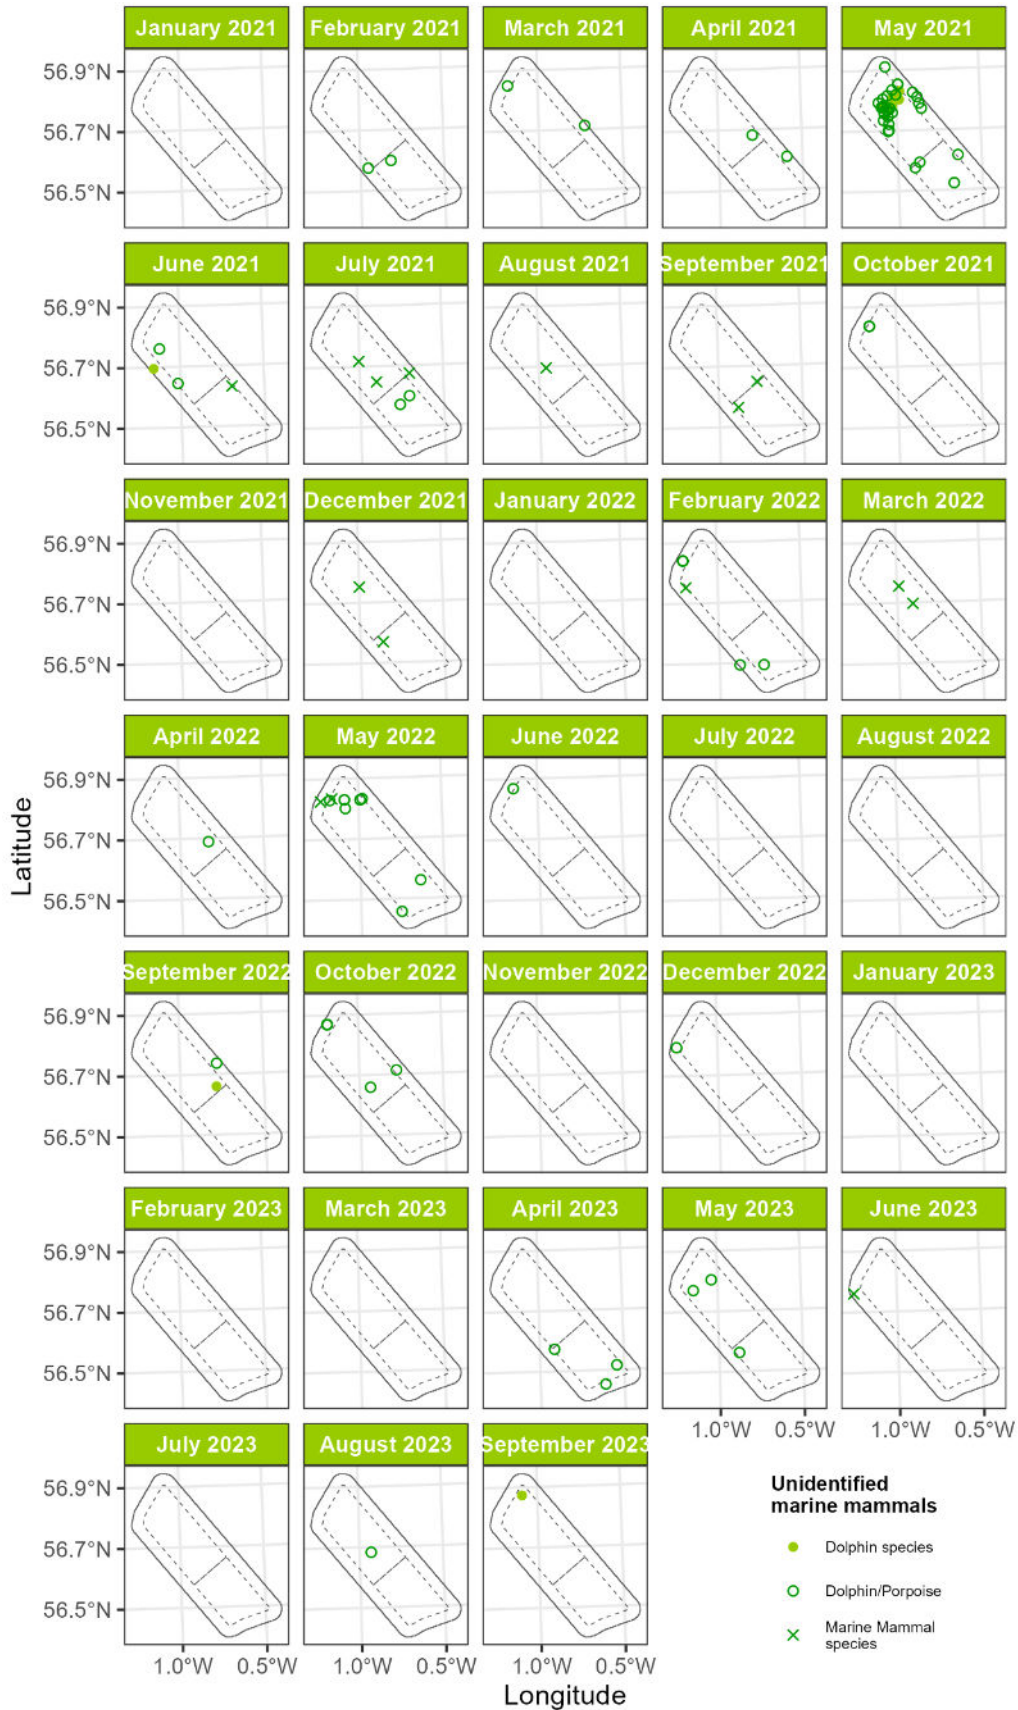 January 2021
February 2021
March 2021
April 2021
May 2021
56.9°N
56.7°N
56.5°N
June 2021
July 2021
August 2021
September 2021
October 2021
56.9°N
56.7°N
56.5°N
November 2021
December 2021
January 2022
February 2022
March 2022
56.9°N
56.7°N
56.5°N
April 2022
May 2022
June 2022
July 2022
August 2022
56.9°N
56.7°N
56.5°N
Latitude
September 2022
October 2022
November 2022
December 2022
January 2023
56.9°N
56.7°N
56.5°N
February 2023
March 2023
April 2023
May 2023
June 2023
56.9°N
56.7°N
56.5°N
1.0°W 0.5°W 1.0°W 0.5°W
July 2023
August 2023
September 2023
56.9°N
56.7°N
56.5°N
1.0°W 0.5°W 1.0°W 0.5°W 1.0°W 0.5°W
Longitude
Unidentified
marine mammals
Dolphin species
Dolphin/Porpoise
Marine Mammal
species